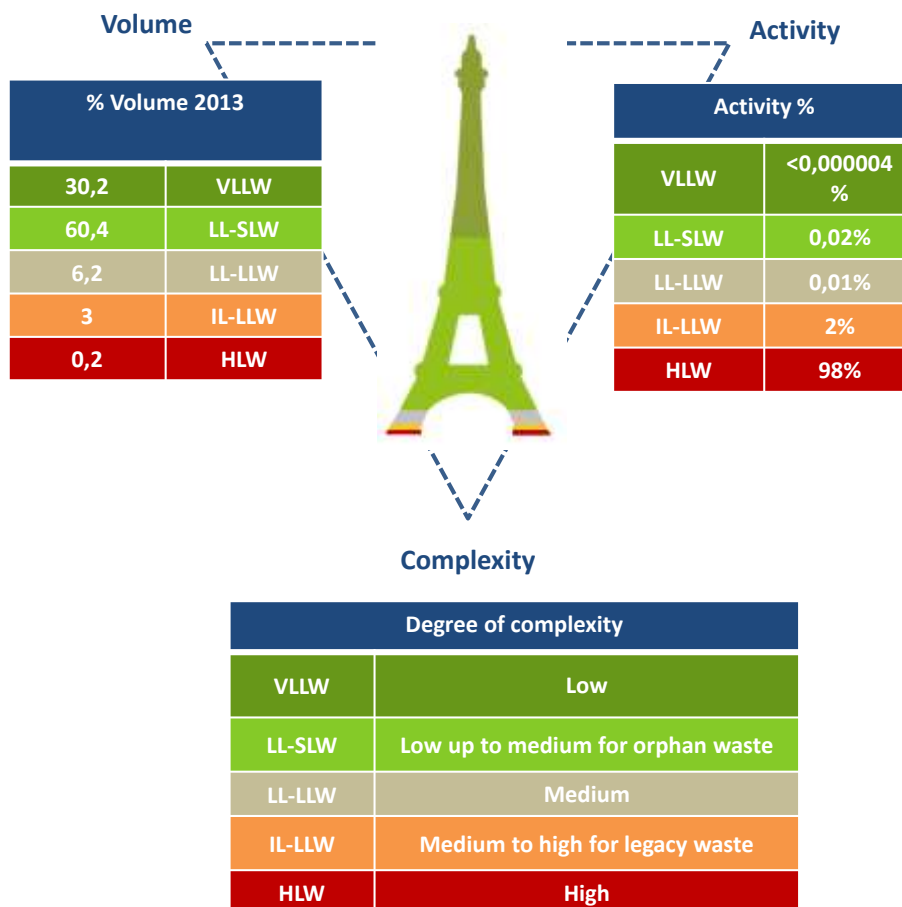 Volume
Activity
% Volume 2013
30,2 VLLW
60,4 LL-SLW
6,2 LL-LLW
3 IL-LLW
0,2 HLW
Activity %
VLLW <0,000004
%
LL-SLW 0,02%
LL-LLW 0,01%
IL-LLW 2%
HLW 98%
Complexity
Degree of complexity
VLLW Low
LL-SLW Low up to medium for orphan waste
LL-LLW Medium
IL-LLW Medium to high for legacy waste
HLW High